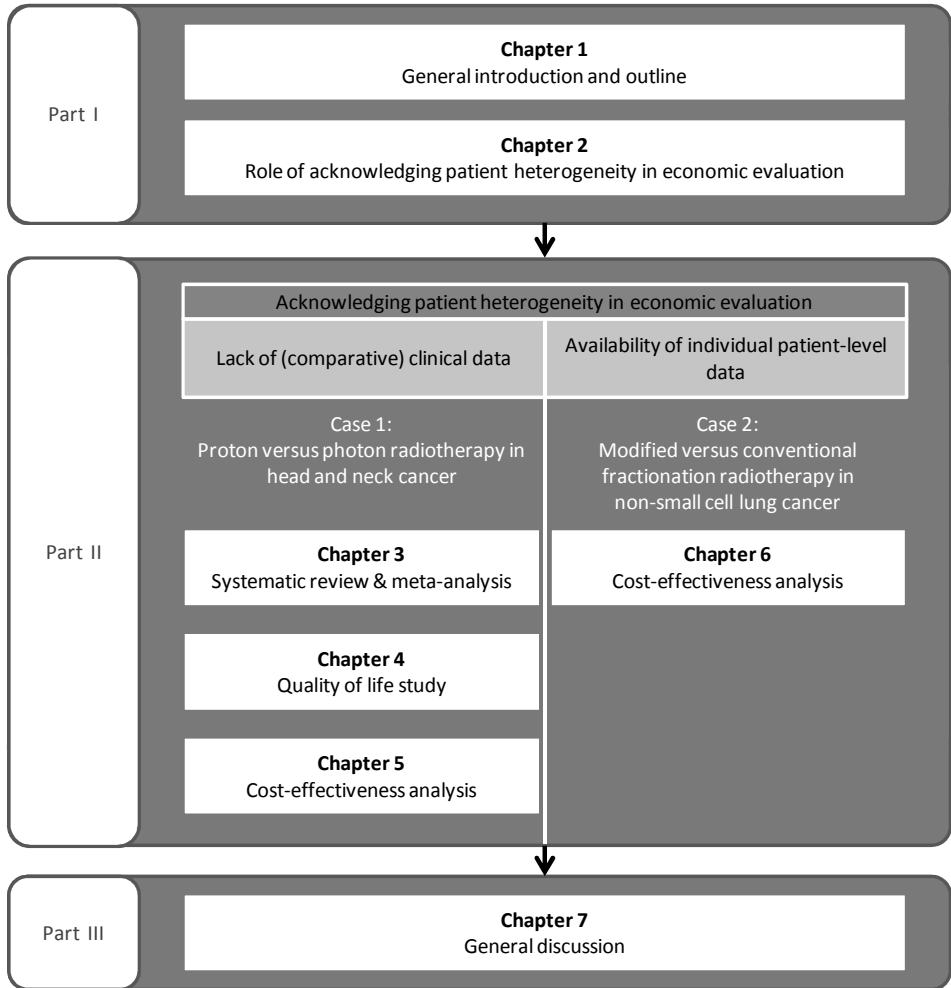 Part I
Chapter 1
General introduction and outline
Chapter 2
Role of acknowledging patient heterogeneity in economic evaluation
Part II
Acknowledging patient heterogeneity in economic evaluation
Lack of (comparative) clinical data
Availability of individual patient-level
data
Case 1:
Proton versus photon radiotherapy in
head and neck cancer
Case 2:
Modified versus conventional
fractionation radiotherapy in
non-small cell lung cancer
Chapter 3
Systematic review & meta-analysis
Chapter 6
Cost-effectiveness analysis
Chapter 4
Quality of life study
Chapter 5
Cost-effectiveness analysis
Part III
Chapter 7
General discussion